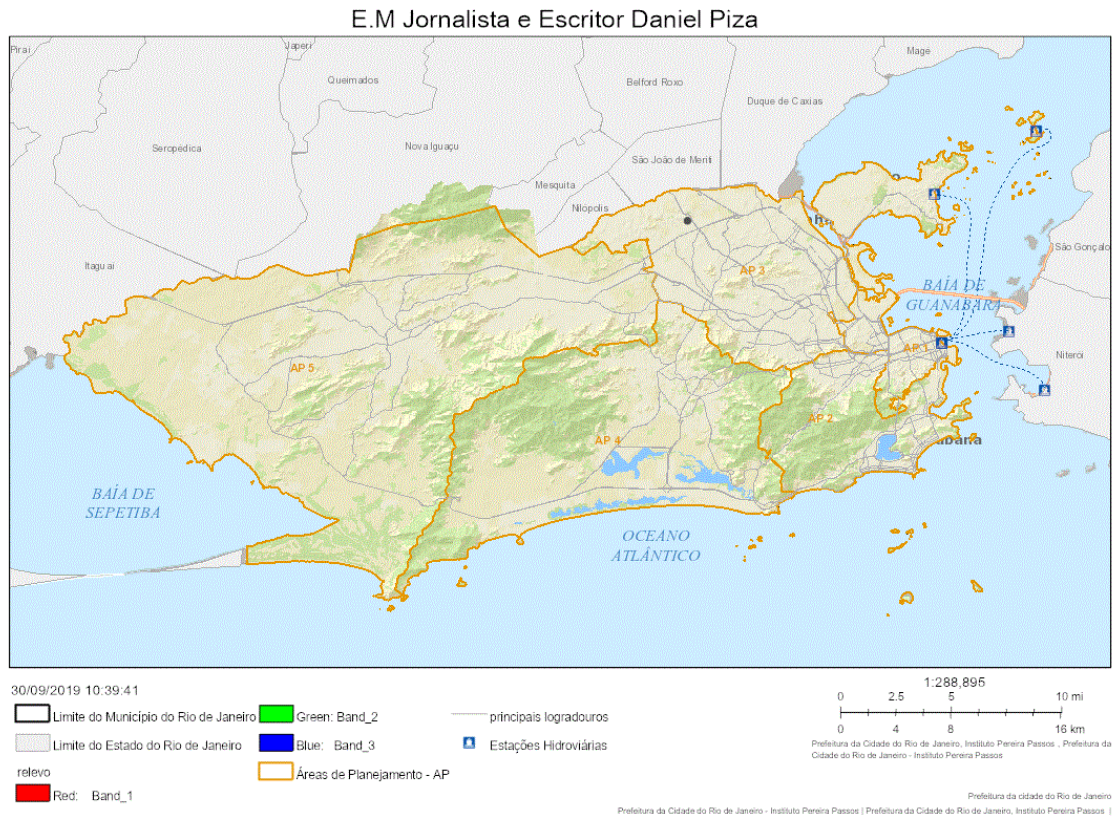 E.M Jornalista e Escritor Daniel Piza
Piraí
Japeri
Queimados
Belford Roxo
Magé
Duque de Caxias
Seropédica
Nova Iguaçu
São João de Meriti
Mesquita
Nilópolis
Itaguaí
São Gonçalo
AP 3
BAÍA DE
GUANABARA
AP 1
Niterói
AP 5
AP 2
AP 4
abana
BAÍA DE
SEPETIBA
OCEANO
ATLÂNTICO
30/09/2019 10:39:41
Limite do Município do Rio de Janeiro
Limite do Estado do Rio de Janeiro
relevo
Red: Band_1
Green: Band_2
Blue: Band_3
Áreas de Planejamento - AP
principais logradouros
Estações Hidroviárias
1:288,895
0 2.5 5 10 mi
0 4 8 16 km
Prefeitura da Cidade do Rio de Janeiro, Instituto Pereira Passos , Prefeitura da
Cidade do Rio de Janeiro - Instituto Pereira Passos
Prefeitura da cidade do Rio de Janeiro
Prefeitura da Cidade do Rio de Janeiro - Instituto Pereira Passos | Prefeitura da Cidade do Rio de Janeiro, Instituto Pereira Passos |